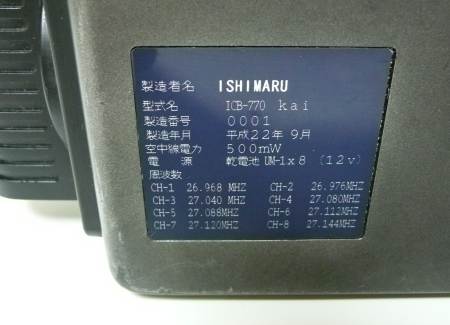 製造者名 ISHIMARU
型式名 ICB-770 kai
製造番号 0001
製造年月 平成22年 9月
空中線電力 500mW
電源 乾電池 UM-1x8 (12v)
周波数
CH-1 26.968 MHZ CH-2 26.976MHZ
CH-3 27.040 MHZ CH-4 27.080MHZ
CH-5 27.088MHZ CH-6 27.112MHZ
CH-7 27.120MHZ CH-8 27.144MHZ